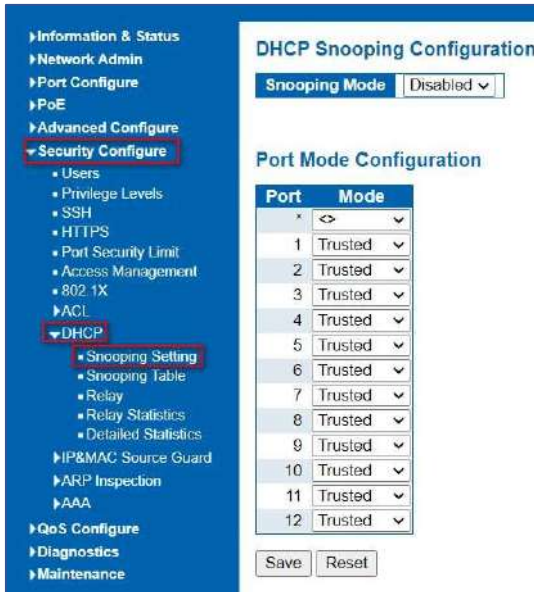 Information & Status
Network Admin
Port Configure
PoE
Advanced Configure
Security Configure
Users
Privilege Levels
SSH
HTTPS
Port Security Limit
Access Management
802.1X
ACL
DHCP
Snooping Setting
Snooping Table
Relay
Relay Statistics
Detailed Statistics
IP&MAC Source Guard
ARP Inspection
AAA
QoS Configure
Diagnostics
Maintenance
DHCP Snooping Configuration
Snooping Mode Disabled
Port Mode Configuration
Port Mode
* <>
1 Trusted
2 Trusted
3 Trusted
4 Trusted
5 Trusted
6 Trusted
7 Trusted
8 Trusted
9 Trusted
10 Trusted
11 Trusted
12 Trusted
Save Reset